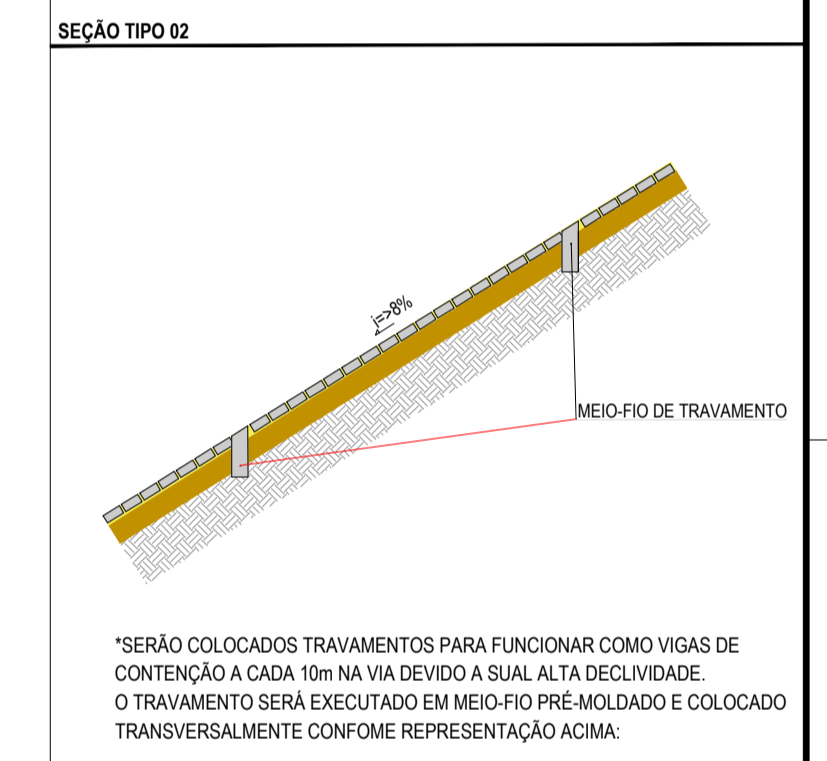 SEÇÃO TIPO 02
i=>8%
MEIO-FIO DE TRAVAMENTO
*SERÃO COLOCADOS TRAVAMENTOS PARA FUNCIONAR COMO VIGAS DE
CONTENÇÃO A CADA 10m NA VIA DEVIDO A SUAL ALTA DECLIVIDADE.
O TRAVAMENTO SERÁ EXECUTADO EM MEIO-FIO PRÉ-MOLDADO E COLOCADO
TRANSVERSALMENTE CONFOME REPRESENTAÇÃO ACIMA: